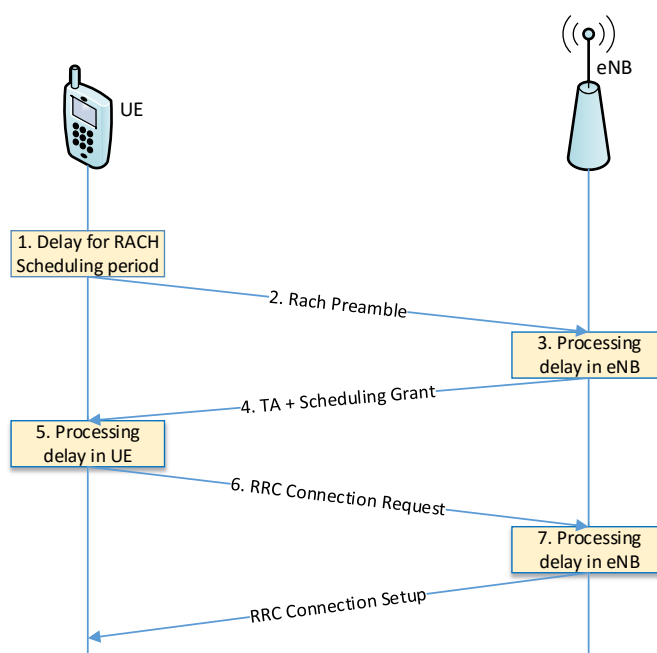 eNB
UE
1. Delay for RACH
Scheduling period
2. Rach Preamble
3. Processing
delay in eNB
4. TA + Scheduling Grant
5. Processing
delay in UE
6. RRC Connection Request
7. Processing
delay in eNB
RRC Connection Setup